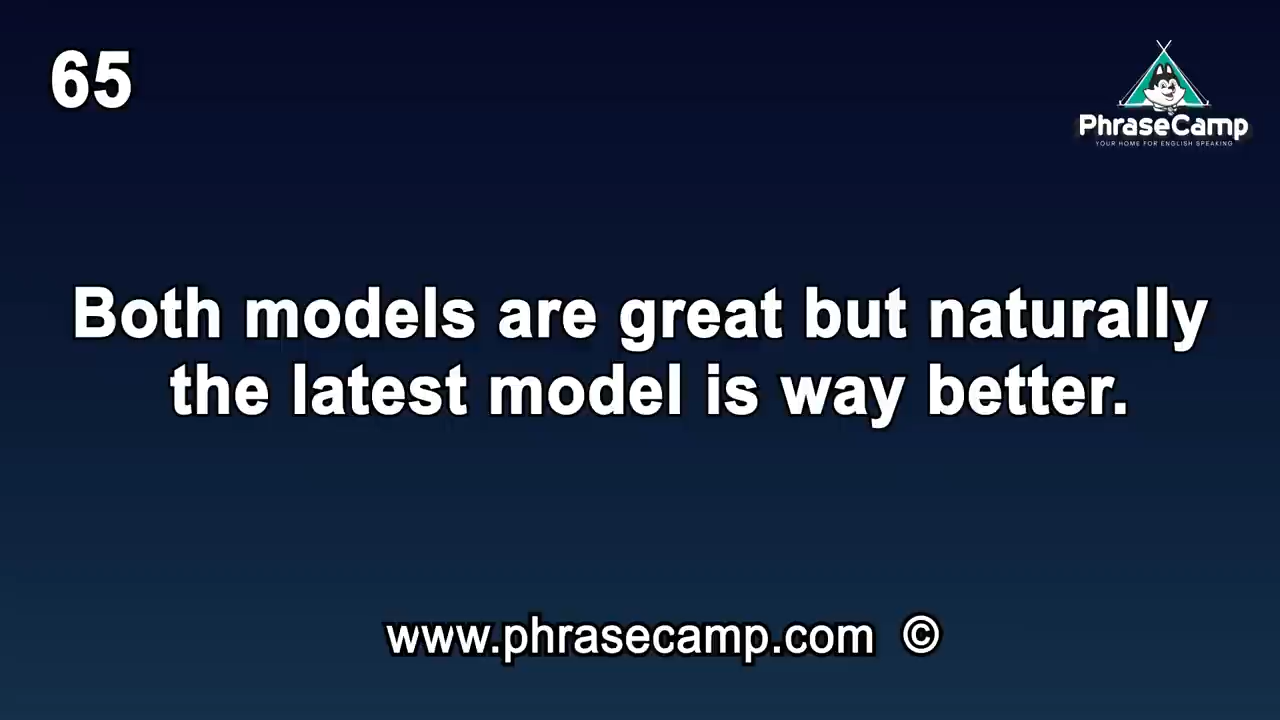 65
PhraseCamp
YOUR HOME FOR ENGLISH SPEAKING
Both models are great but naturally
the latest model is way better.
www.phrasecamp.com ©